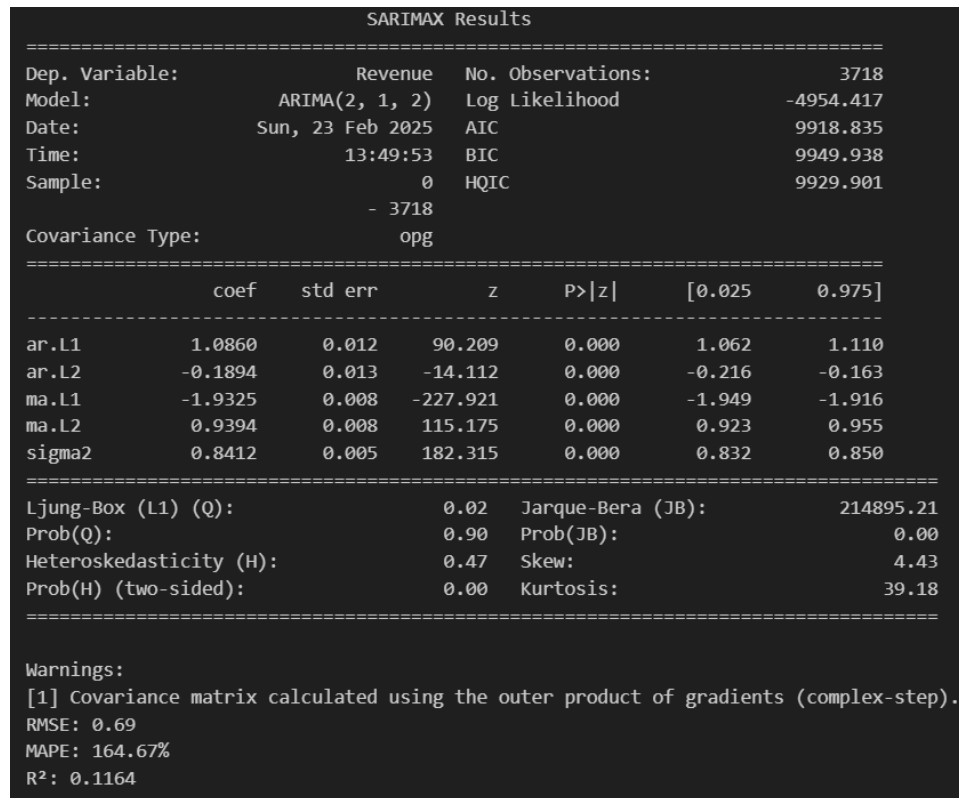 SARIMAX Results
==============================================================================
Dep. Variable: Revenue No. Observations: 3718
Model: ARIMA(2, 1, 2) Log Likelihood -4954.417
Date: Sun, 23 Feb 2025 AIC 9918.835
Time: 13:49:53 BIC 9949.938
Sample: 0 HQIC 9929.901
- 3718
Covariance Type: opg
==============================================================================
coef std err z P>|z| [0.025 0.975]
------------------------------------------------------------------------------
ar.L1 1.0860 0.012 90.209 0.000 1.062 1.110
ar.L2 -0.1894 0.013 -14.112 0.000 -0.216 -0.163
ma.L1 -1.9325 0.008 -227.921 0.000 -1.949 -1.916
ma.L2 0.9394 0.008 115.175 0.000 0.923 0.955
sigma2 0.8412 0.005 182.315 0.000 0.832 0.850
===================================================================================
Ljung-Box (L1) (Q): 0.02 Jarque-Bera (JB): 214895.21
Prob(Q): 0.90 Prob(JB): 0.00
Heteroskedasticity (H): 0.47 Skew: 4.43
Prob(H) (two-sided): 0.00 Kurtosis: 39.18
===================================================================================
Warnings:
[1] Covariance matrix calculated using the outer product of gradients (complex-step).
RMSE: 0.69
MAPE: 164.67%
R²: 0.1164